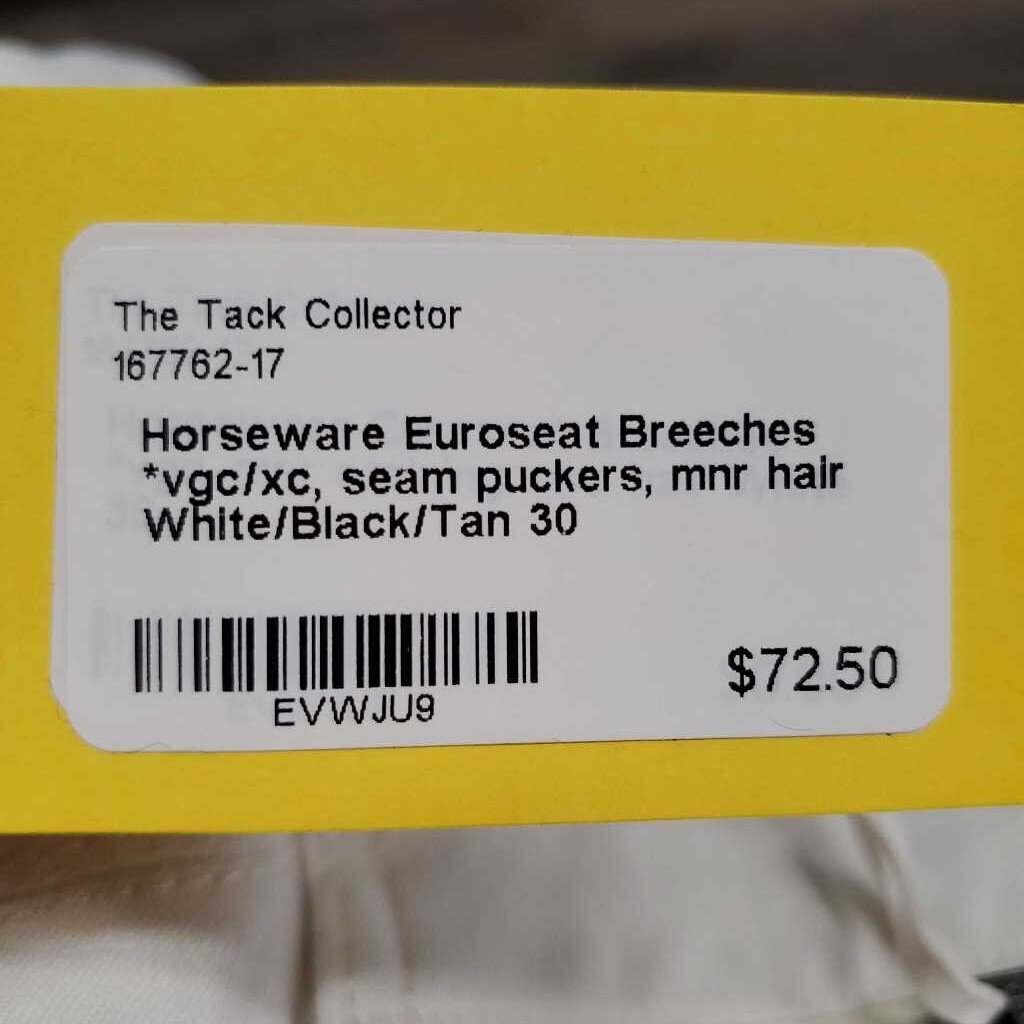 The Tack Collector
167762-17
Horseware Euroseat Breeches
*vgc/xc, seam puckers, mnr hair
White/Black/Tan 30
EVWJU9
$72.50